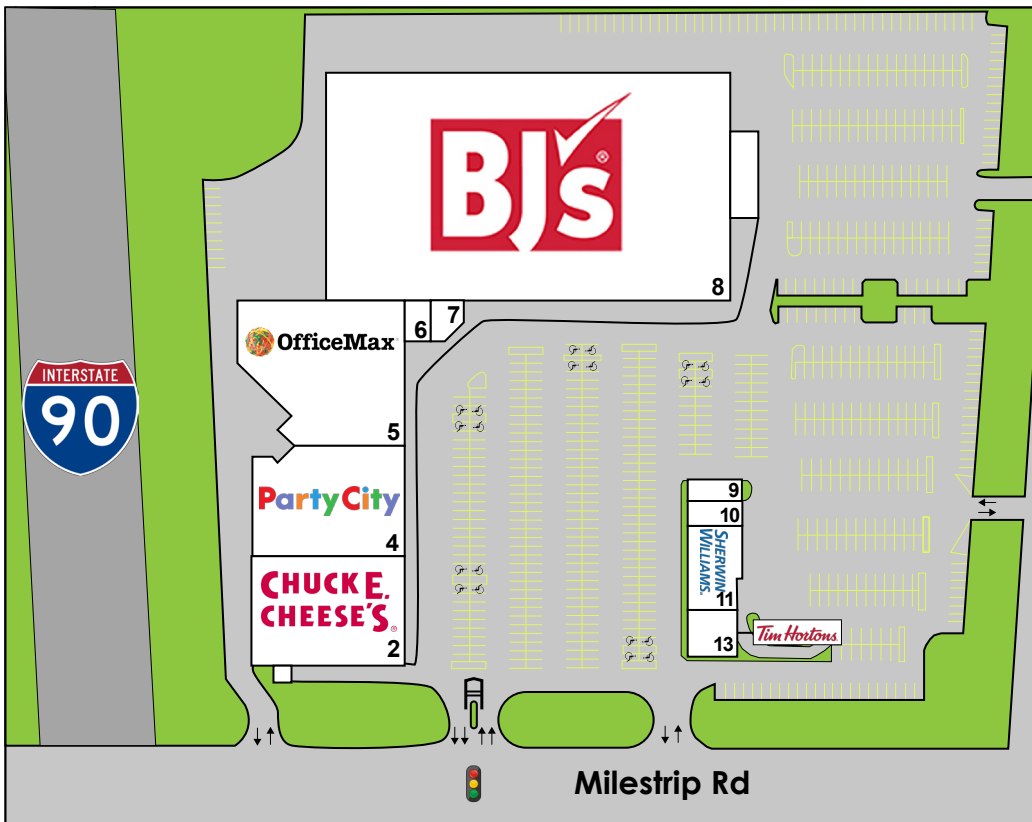 BJ's®
8
7
6
OfficeMax
5
INTERSTATE
90
Party City
4
CHUCK E.
CHEESE'S®
2
9
10
SHERWIN
WILLIAMS.
11
13
Tim Hortons
Milestrip Rd